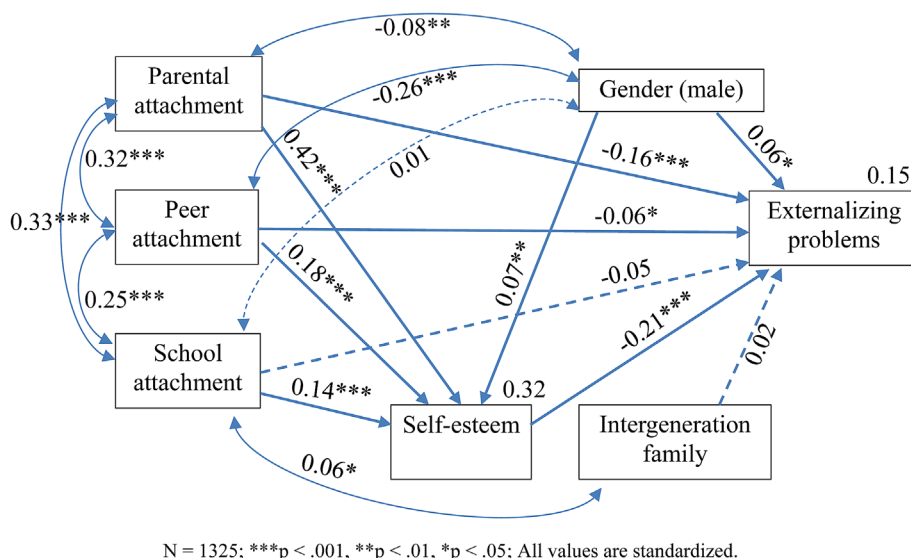 -0.08**
Parental
attachment
Gender (male)
-0.26***
0.42***
0.01
-0.16***
0.06*
0.15
0.32***
Peer
attachment
0.33***
-0.06*
Externalizing
problems
0.18***
0.07**
-0.05
0.25***
School
attachment
-0.21***
0.02
0.14***
0.32
Self-esteem
Intergeneration
family
0.06*
N = 1325; ***p < .001, **p < .01, *p < .05; All values are standardized.